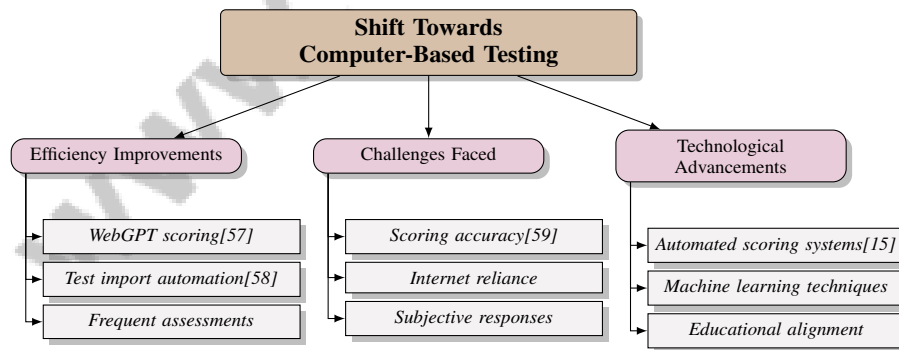 Shift Towards
Computer-Based Testing
Efficiency Improvements
WebGPT scoring[57]
Test import automation[58]
Frequent assessments
Challenges Faced
Scoring accuracy[59]
Internet reliance
Subjective responses
Technological
Advancements
Automated scoring systems[15]
Machine learning techniques
Educational alignment
www